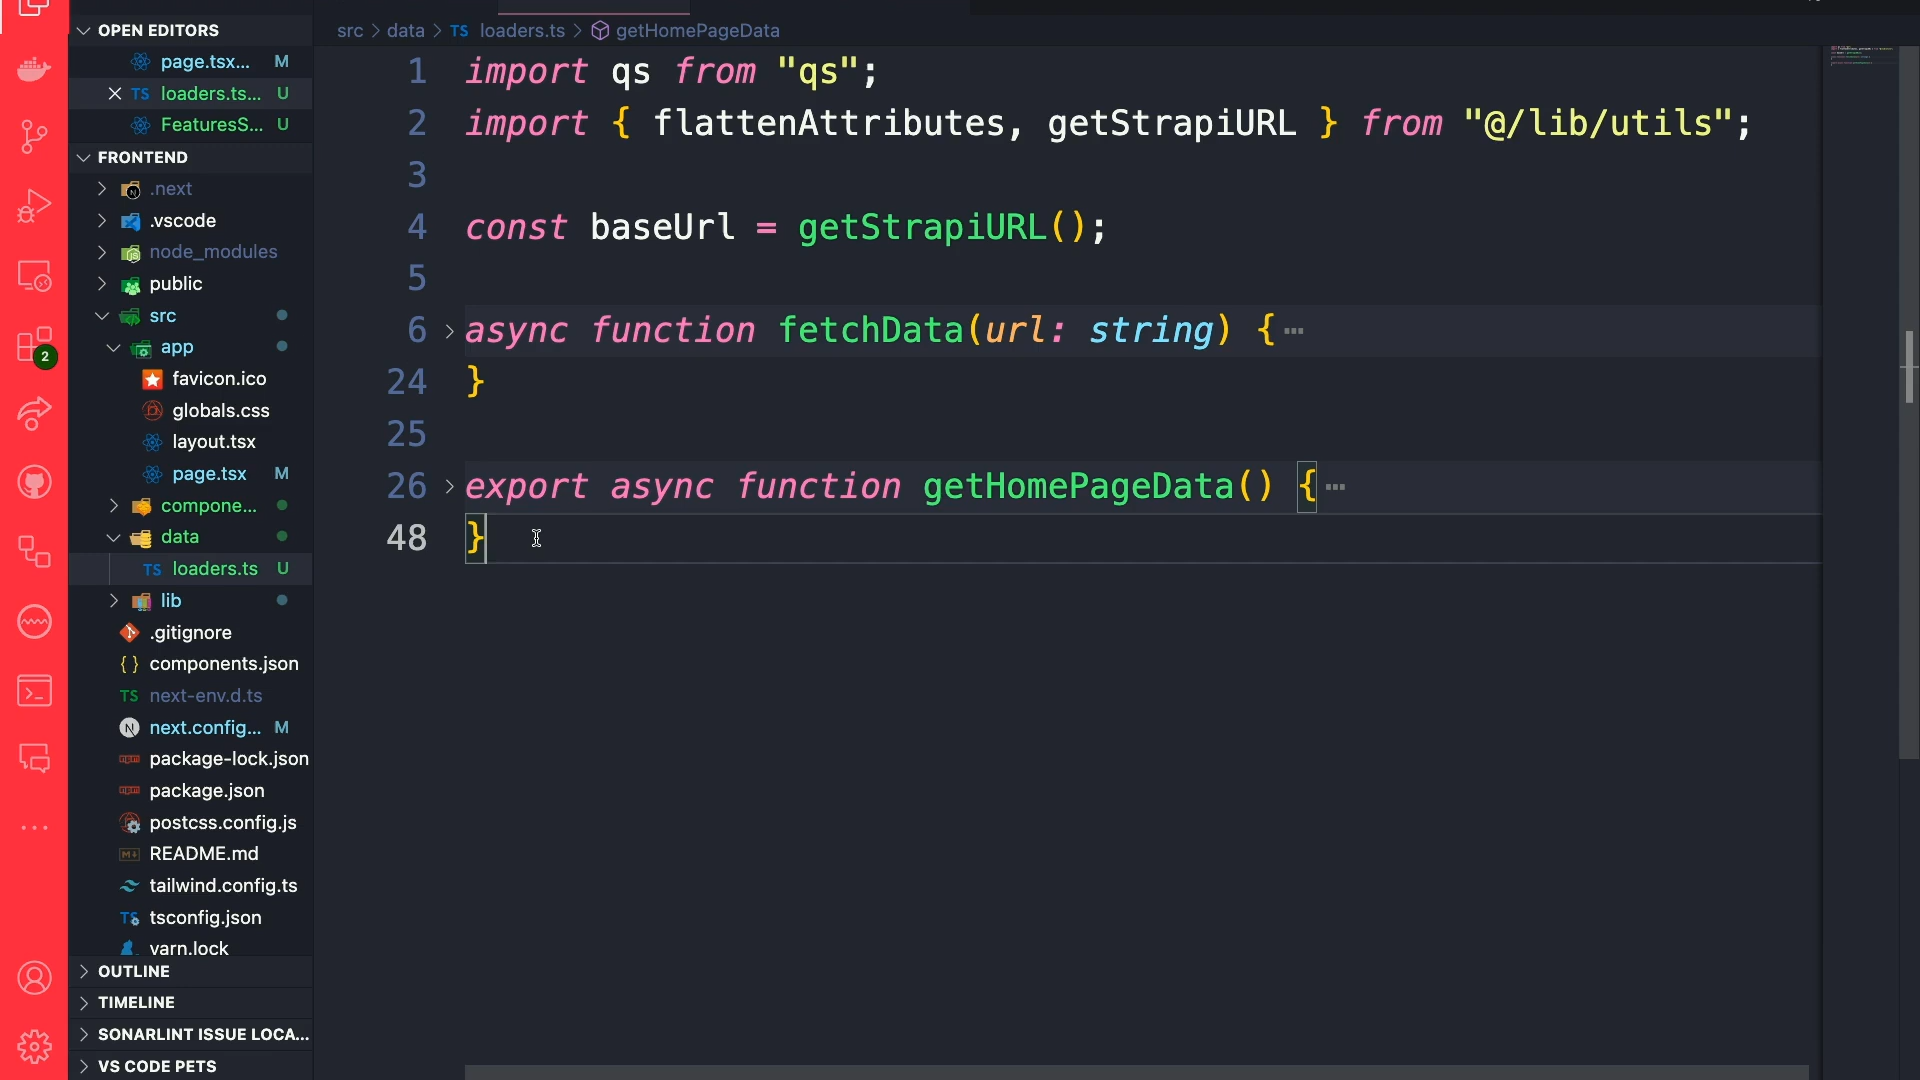 OPEN EDITORS
page.tsx... M
TS loaders.ts... U
FeaturesS... U
FRONTEND
.next
.vscode
node_modules
public
src
app
favicon.ico
globals.css
layout.tsx
page.tsx M
compone...
data
TS loaders.ts U
lib
.gitignore
{ } components.json
TS next-env.d.ts
N next.config... M
package-lock.json
package.json
postcss.config.js
README.md
tailwind.config.ts
TS tsconfig.json
yarn.lock
OUTLINE
TIMELINE
SONARLINT ISSUE LOCA...
VS CODE PETS
2
src > data > TS loaders.ts > getHomePageData
1 import qs from "qs";
2 import { flattenAttributes, getStrapiURL } from "@/lib/utils";
3
4 const baseUrl = getStrapiURL();
5
6 async function fetchData(url: string) {…
24 }
25
26 export async function getHomePageData() {…
48 }